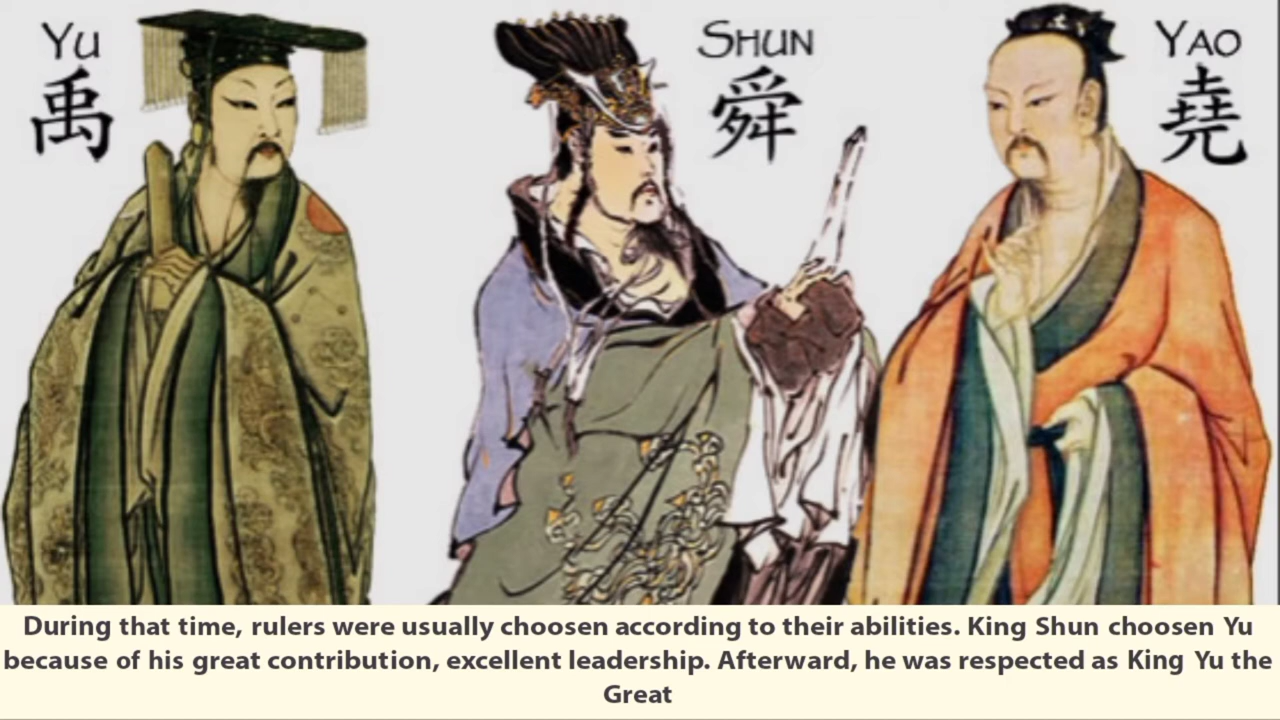 Yu
禹
SHUN
舜
YAO
堯
During that time, rulers were usually choosen according to their abilities. King Shun choosen Yu
because of his great contribution, excellent leadership. Afterward, he was respected as King Yu the
Great